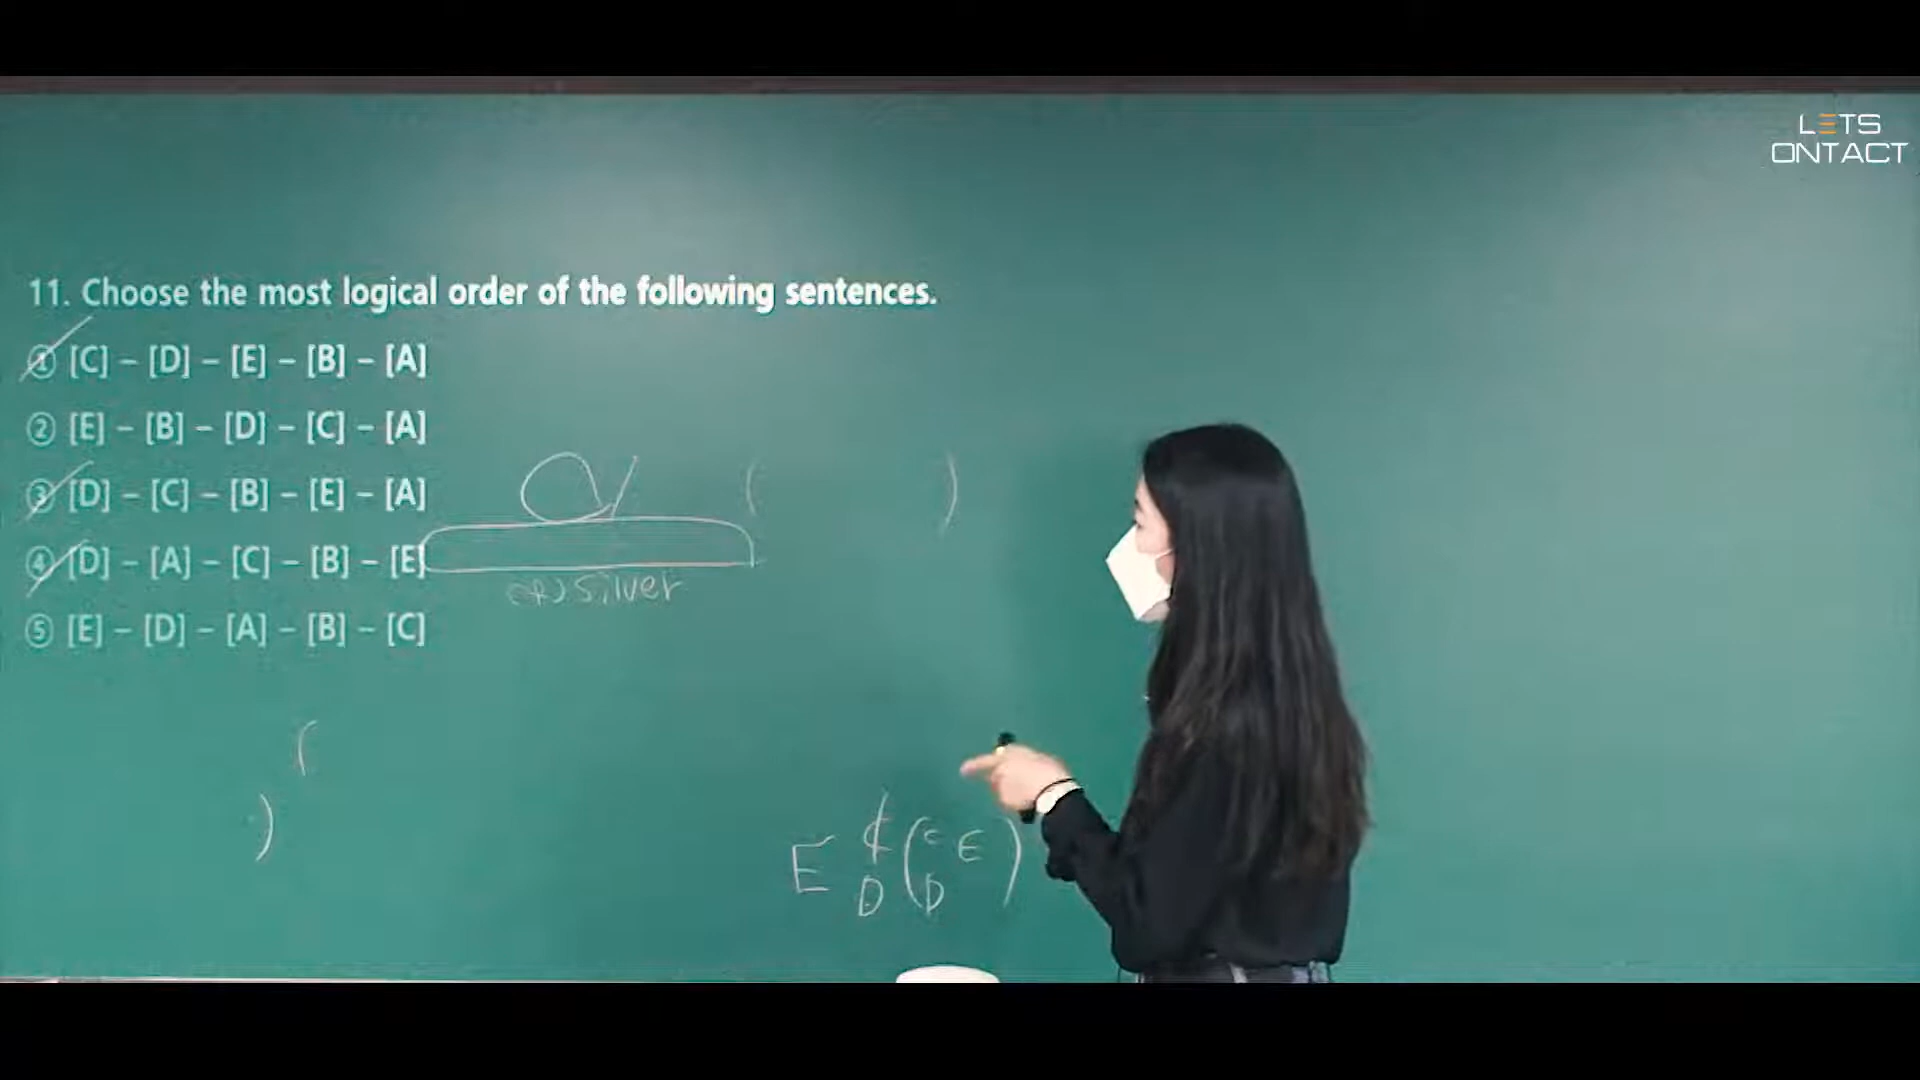 LETS
ONTACT
11. Choose the most logical order of the following sentences.
① [C] – [D] – [E] – [B] – [A]
② [E] – [B] – [D] – [C] – [A]
③ [D] – [C] – [B] – [E] – [A]
④ [D] – [A] – [C] – [B] – [E]
⑤ [E] – [D] – [A] – [B] – [C]
( )
silver
(
)
E ( C E )
D D